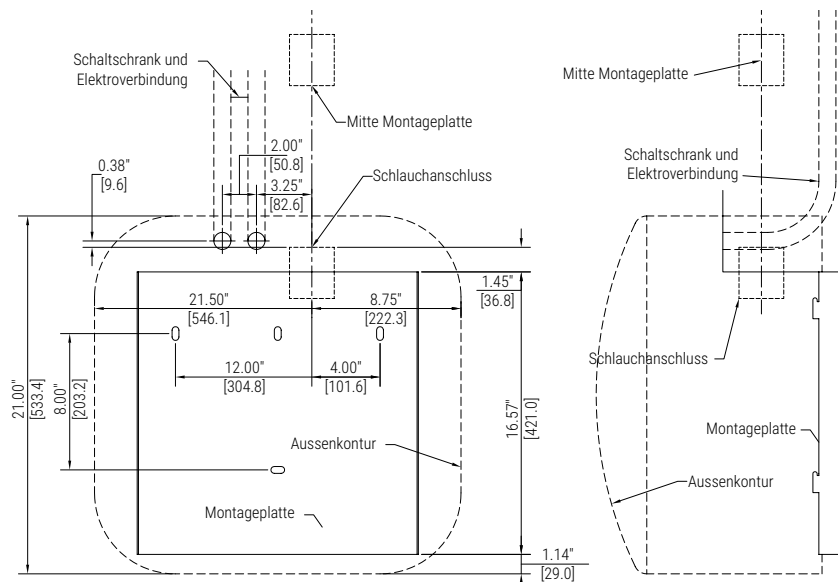 Schaltschrank und
Elektroverbindung
Mitte Montageplatte
2.00"
[50.8]
0.38"
[9.6]
3.25"
[82.6]
Schlauchanschluss
21.50"
[546.1]
8.75"
[222.3]
1.45"
[36.8]
12.00"
[304.8]
4.00"
[101.6]
21.00"
[533.4]
8.00"
[203.2]
16.57"
[421.0]
Aussenkontur
Montageplatte
1.14"
[29.0]
Mitte Montageplatte
Schaltschrank und
Elektroverbindung
Schlauchanschluss
Montageplatte
Aussenkontur